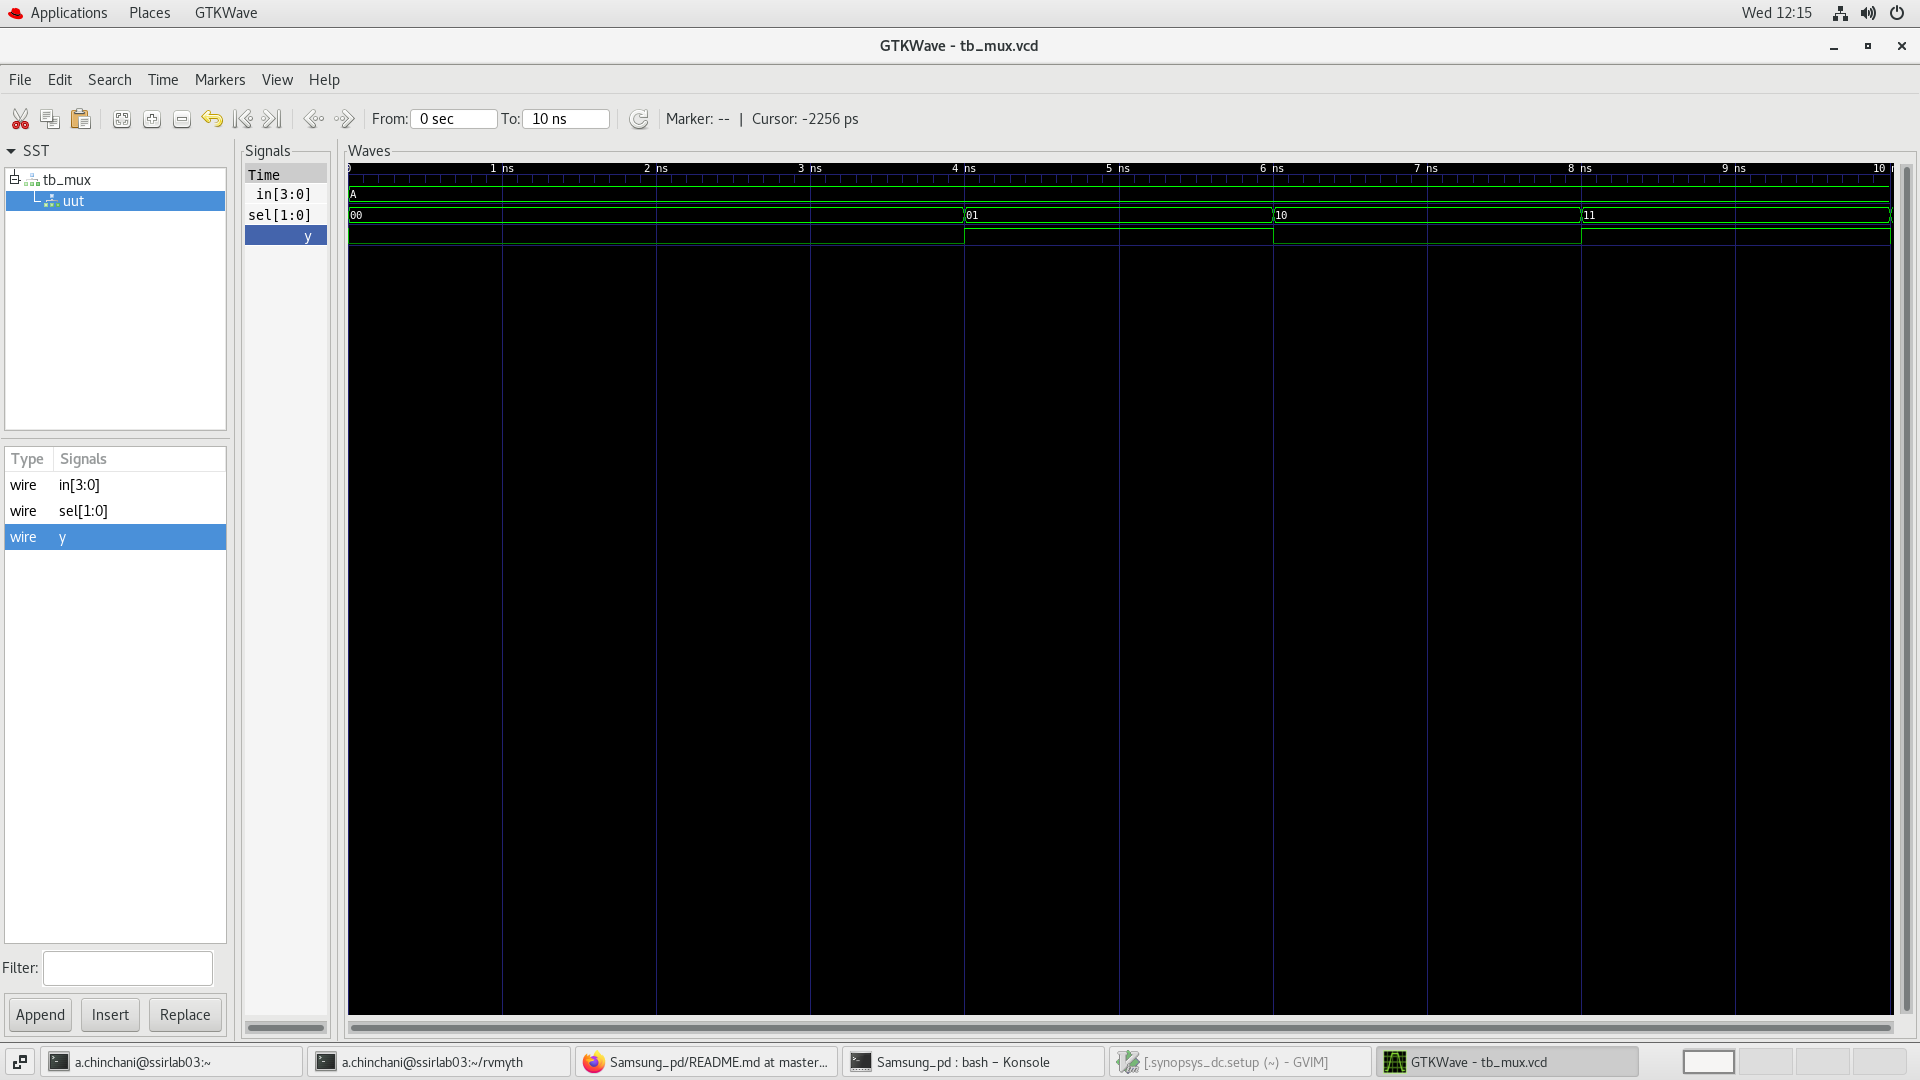 Applications Places GTKWave Wed 12:15
GTKWave - tb_mux.vcd
File Edit Search Time Markers View Help
From: 0 sec To: 10 ns Marker: -- | Cursor: -2256 ps
SST
tb_mux
uut
Type Signals
wire in[3:0]
wire sel[1:0]
wire y
Filter:
Append Insert Replace
Signals
Time
in[3:0]
sel[1:0]
y
Waves
0 1 ns 2 ns 3 ns 4 ns 5 ns 6 ns 7 ns 8 ns 9 ns 10 n
A
00 01 10 11
a.chinchani@ssirlab03:~ a.chinchani@ssirlab03:~/rvmyth Samsung_pd/README.md at master... Samsung_pd : bash – Konsole [.synopsys_dc.setup (~) - GVIM] GTKWave - tb_mux.vcd